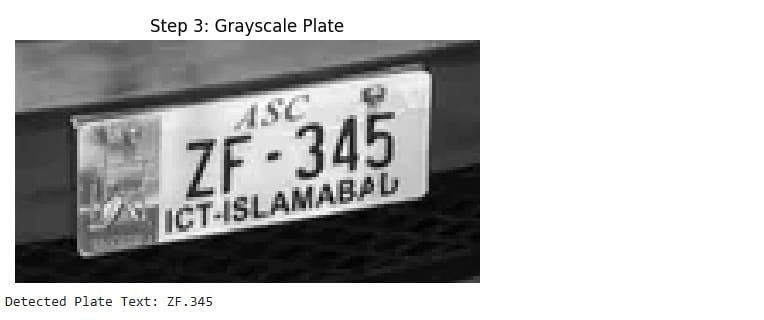 Step 3: Grayscale Plate
ASC
ZF-345
ICT-ISLAMABAD
Detected Plate Text: ZF.345